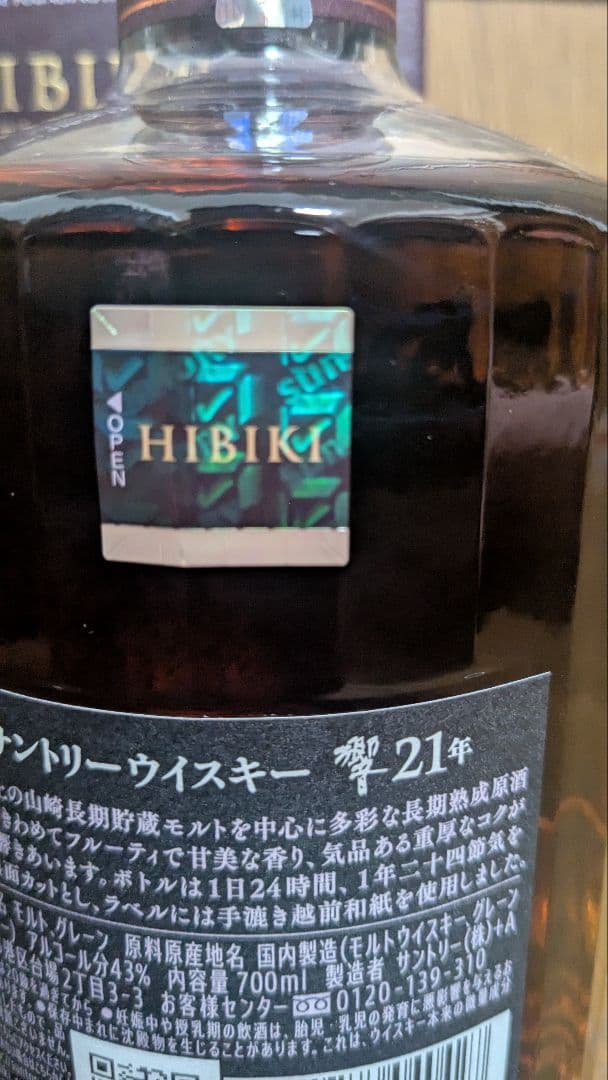 HIBIKI
OPEN
HIBIKI
サントリーウイスキー 響 21年
の山崎長期貯蔵モルトを中心に多彩な長期熟成原酒
きわめてフルーティで甘美な香り、気品ある重厚なコクが
響きあいます。ボトルは1日24時間、1年二十四節気を
面カットとし、ラベルには手漉き越前和紙を使用しました。
モルト、グレーン 原料原産地名 国内製造(モルトウイスキー、グレーン
アルコール分43% 内容量 700ml 製造者 サントリー(株)+A
区台場2丁目3-3 お客様センター 0120-139-310
●妊娠中や授乳期の飲酒は、胎児・乳児の発育に悪影響を与えるお
●保存中まれに沈殿物を生じることがあります。これは、ウイスキー本来の微量成分